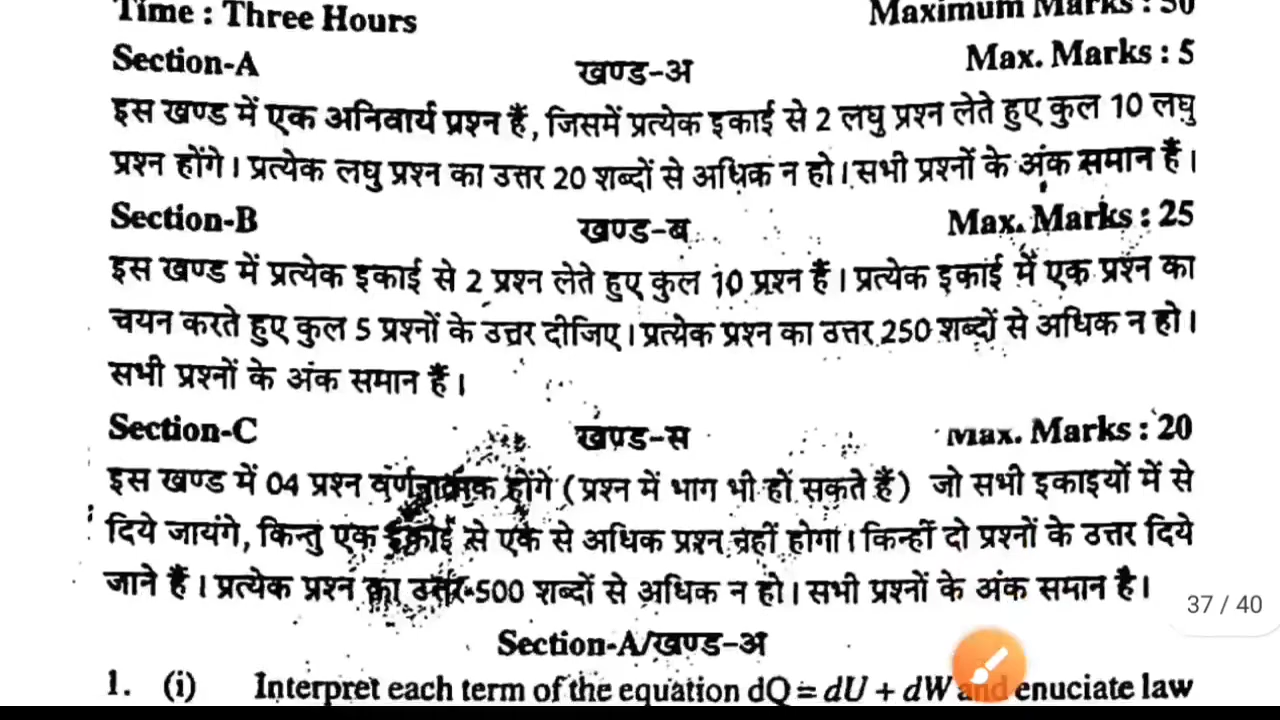 Time : Three Hours Maximum Marks : 50
Section-A खण्ड-अ Max. Marks : 5
इस खण्ड में एक अनिवार्य प्रश्न हैं, जिसमें प्रत्येक इकाई से 2 लघु प्रश्न लेते हुए कुल 10 लघु
प्रश्न होंगे। प्रत्येक लघु प्रश्न का उत्तर 20 शब्दों से अधिक न हो। सभी प्रश्नों के अंक समान हैं।
Section-B खण्ड-ब Max. Marks : 25
इस खण्ड में प्रत्येक इकाई से 2 प्रश्न लेते हुए कुल 10 प्रश्न हैं। प्रत्येक इकाई में एक प्रश्न का
चयन करते हुए कुल 5 प्रश्नों के उत्तर दीजिए। प्रत्येक प्रश्न का उत्तर 250 शब्दों से अधिक न हो।
सभी प्रश्नों के अंक समान हैं।
Section-C खण्ड-स Max. Marks : 20
इस खण्ड में 04 प्रश्न वर्णनात्मक होंगे (प्रश्न में भाग भी हो सकते हैं) जो सभी इकाइयों में से
दिये जायंगे, किन्तु एक इकाई से एक से अधिक प्रश्न नहीं होगा। किन्हीं दो प्रश्नों के उत्तर दिये
जाने हैं। प्रत्येक प्रश्न का उत्तर 500 शब्दों से अधिक न हो। सभी प्रश्नों के अंक समान है।
37 / 40
Section-A/खण्ड-अ
1. (i) Interpret each term of the equation dQ = dU + dW and enuciate law